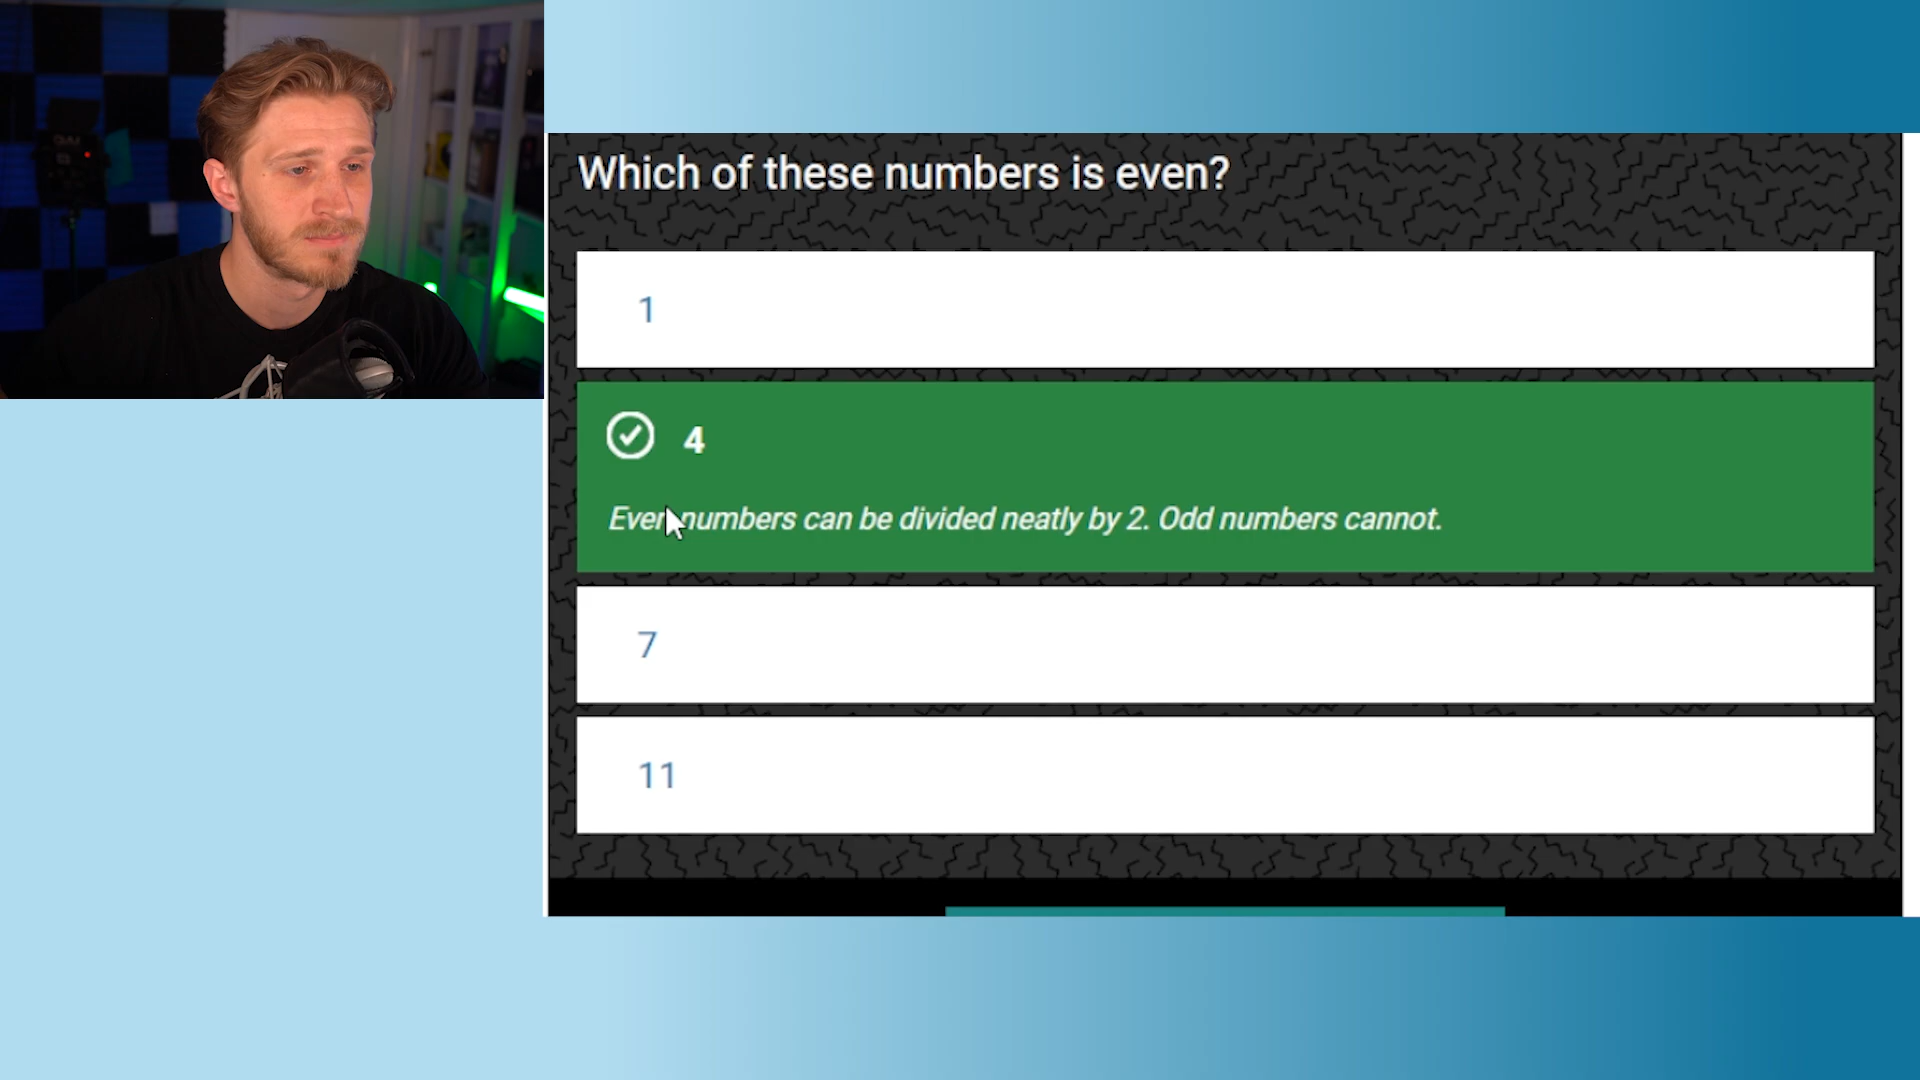 Which of these numbers is even?
1
4
Even numbers can be divided neatly by 2. Odd numbers cannot.
7
11